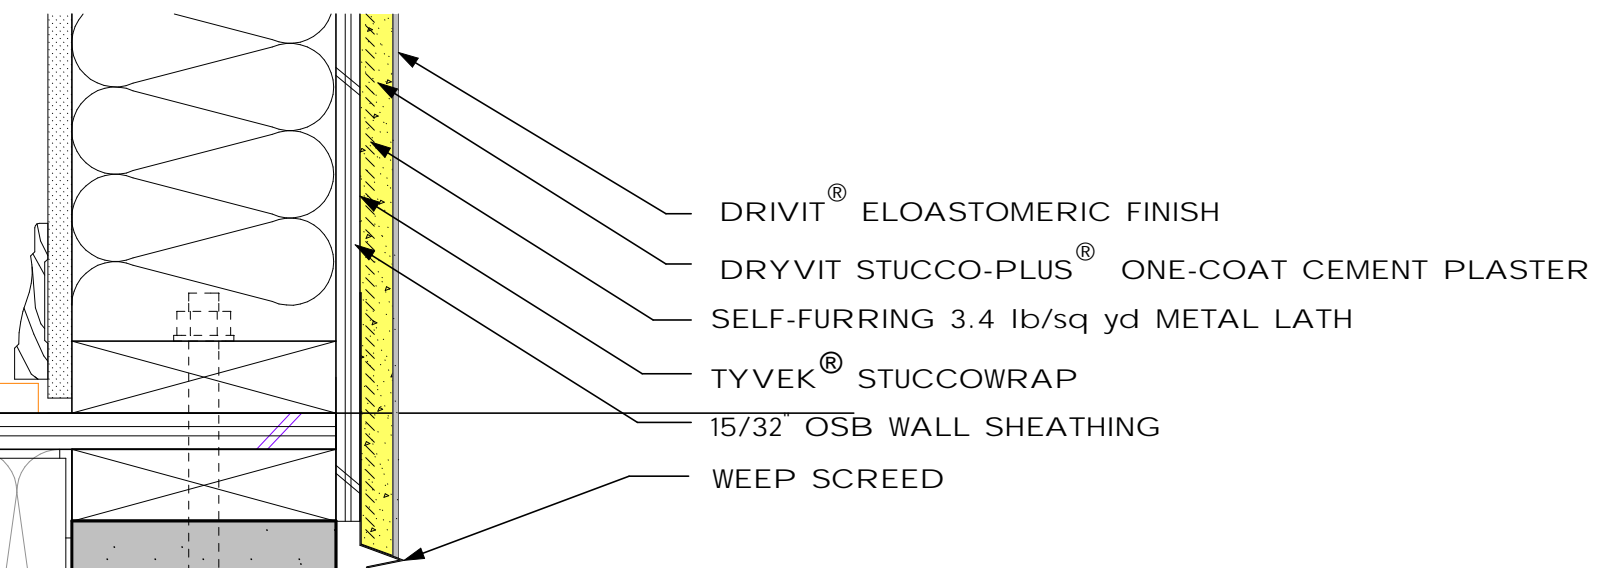 DRIVIT® ELOASTOMERIC FINISH
DRYVIT STUCCO-PLUS® ONE-COAT CEMENT PLASTER
SELF-FURRING 3.4 lb/sq yd METAL LATH
TYVEK® STUCCOWRAP
15/32" OSB WALL SHEATHING
WEEP SCREED